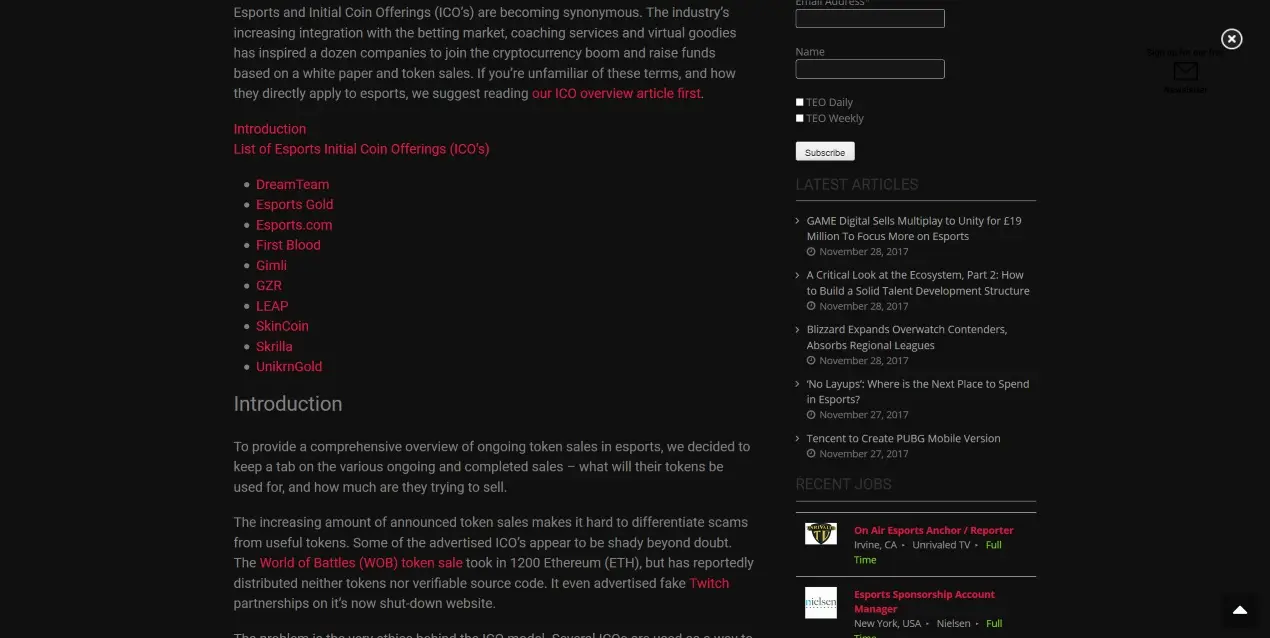 Esports and Initial Coin Offerings (ICO's) are becoming synonymous. The industry's
increasing integration with the betting market, coaching services and virtual goodies
has inspired a dozen companies to join the cryptocurrency boom and raise funds
based on a white paper and token sales. If you're unfamiliar of these terms, and how
they directly apply to esports, we suggest reading our ICO overview article first.
Introduction
List of Esports Initial Coin Offerings (ICO's)
DreamTeam
Esports Gold
Esports.com
First Blood
Gimli
GZR
LEAP
SkinCoin
Skrilla
UnikrnGold
Introduction
To provide a comprehensive overview of ongoing token sales in esports, we decided to
keep a tab on the various ongoing and completed sales – what will their tokens be
used for, and how much are they trying to sell.
The increasing amount of announced token sales makes it hard to differentiate scams
from useful tokens. Some of the advertised ICO's appear to be shady beyond doubt.
The World of Battles (WOB) token sale took in 1200 Ethereum (ETH), but has reportedly
distributed neither tokens nor verifiable source code. It even advertised fake Twitch
partnerships on it's now shut-down website.
The problem is the very ethics behind the ICO model. Several ICOs are used as a way to
Email Address*
Name
TEO Daily
TEO Weekly
Subscribe
LATEST ARTICLES
GAME Digital Sells Multiplay to Unity for £19
Million To Focus More on Esports
November 28, 2017
A Critical Look at the Ecosystem, Part 2: How
to Build a Solid Talent Development Structure
November 28, 2017
Blizzard Expands Overwatch Contenders,
Absorbs Regional Leagues
November 28, 2017
'No Layups': Where is the Next Place to Spend
in Esports?
November 27, 2017
Tencent to Create PUBG Mobile Version
November 27, 2017
RECENT JOBS
On Air Esports Anchor / Reporter
Irvine, CA • Unrivaled TV • Full
Time
nielsen
Esports Sponsorship Account
Manager
New York, USA • Nielsen • Full
Time
Sign up for our free
Newsletter